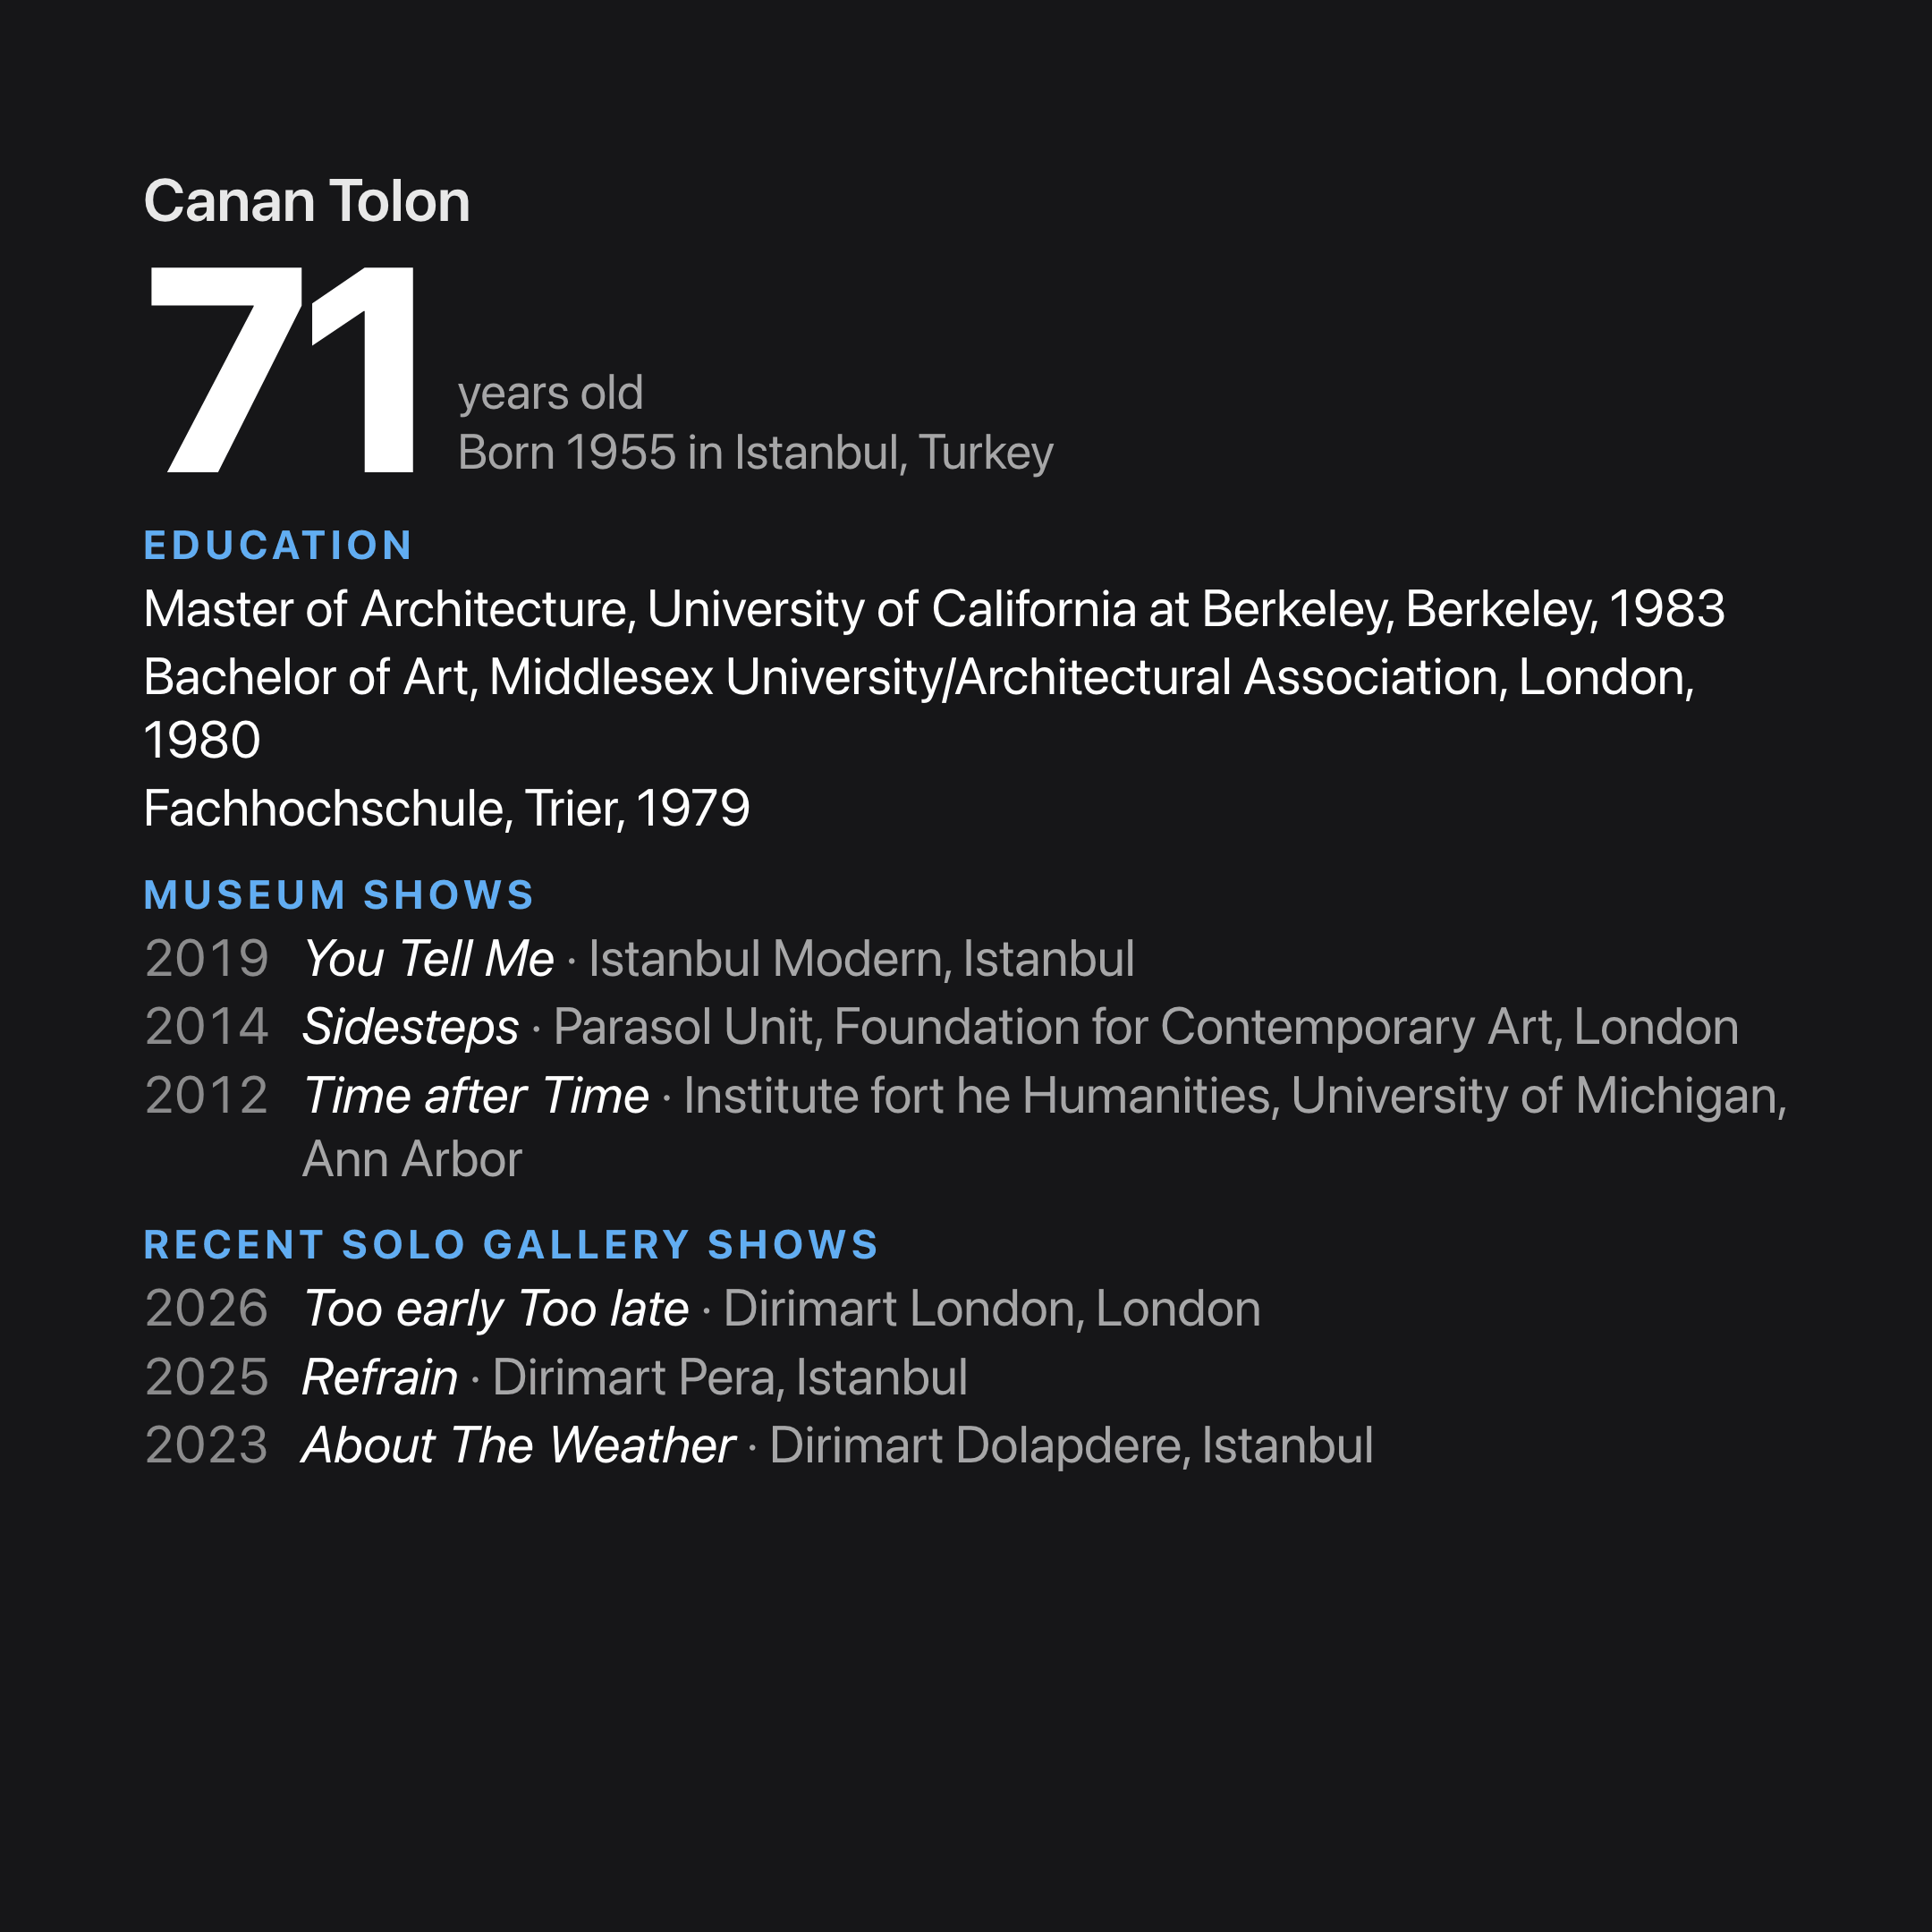 Canan Tolon
71
years old
Born 1955 in Istanbul, Turkey
EDUCATION
Master of Architecture, University of California at Berkeley, Berkeley, 1983
Bachelor of Art, Middlesex University/Architectural Association, London,
1980
Fachhochschule, Trier, 1979
MUSEUM SHOWS
2019 You Tell Me · Istanbul Modern, Istanbul
2014 Sidesteps · Parasol Unit, Foundation for Contemporary Art, London
2012 Time after Time · Institute fort he Humanities, University of Michigan,
Ann Arbor
RECENT SOLO GALLERY SHOWS
2026 Too early Too late · Dirimart London, London
2025 Refrain · Dirimart Pera, Istanbul
2023 About The Weather · Dirimart Dolapdere, Istanbul